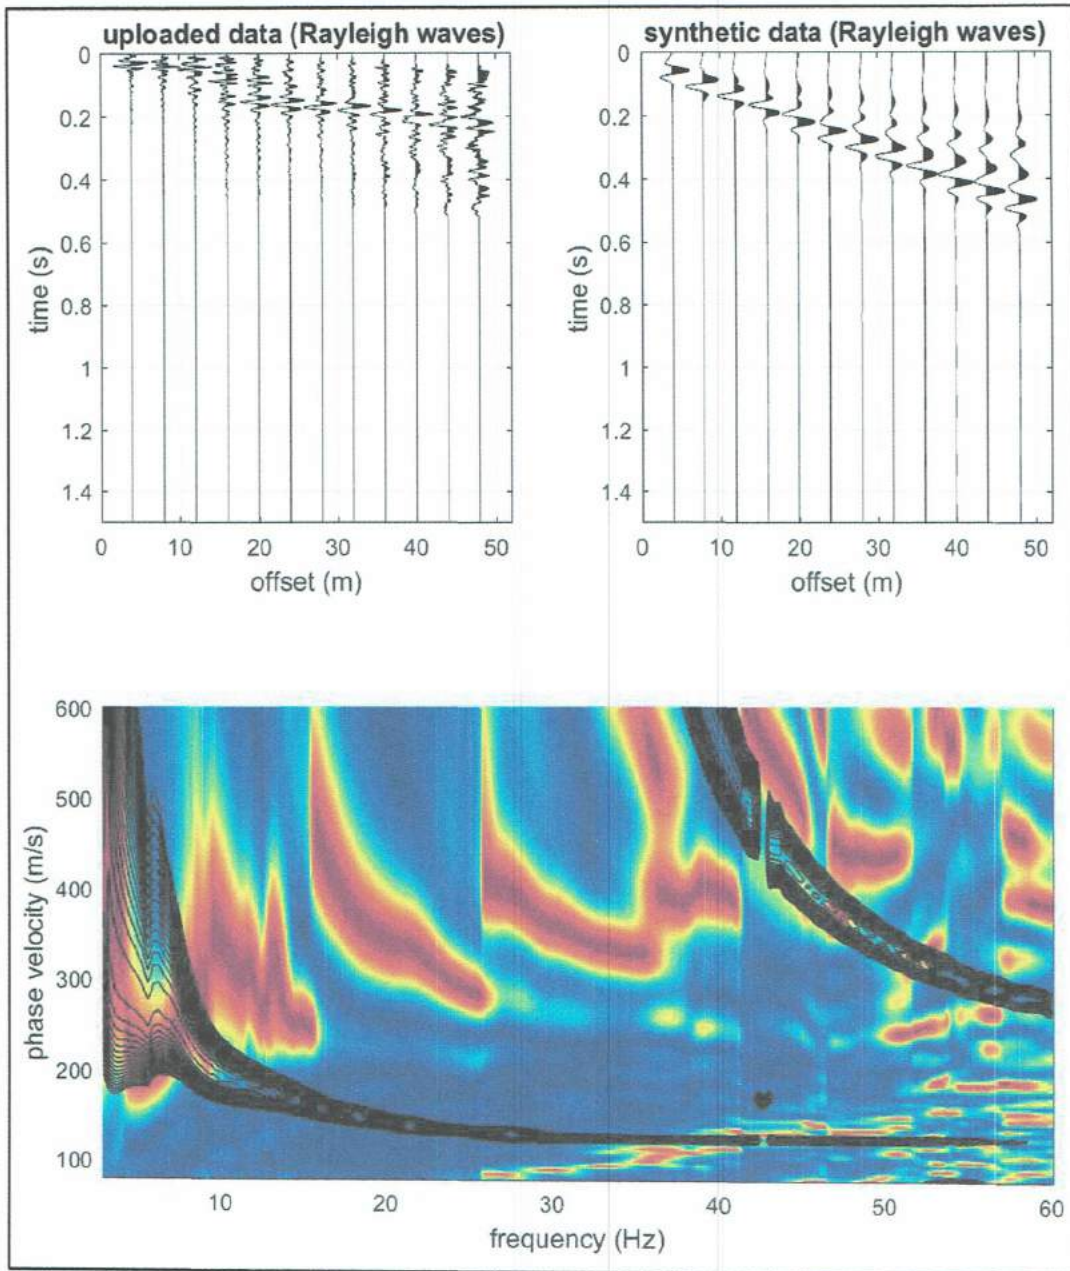 uploaded data (Rayleigh waves)
synthetic data (Rayleigh waves)
0
0.2
0.4
0.6
0.8
1
1.2
1.4
time (s)
0 10 20 30 40 50
offset (m)
0
0.2
0.4
0.6
0.8
1
1.2
1.4
time (s)
0 10 20 30 40 50
offset (m)
600
500
400
300
200
100
phase velocity (m/s)
10 20 30 40 50 60
frequency (Hz)